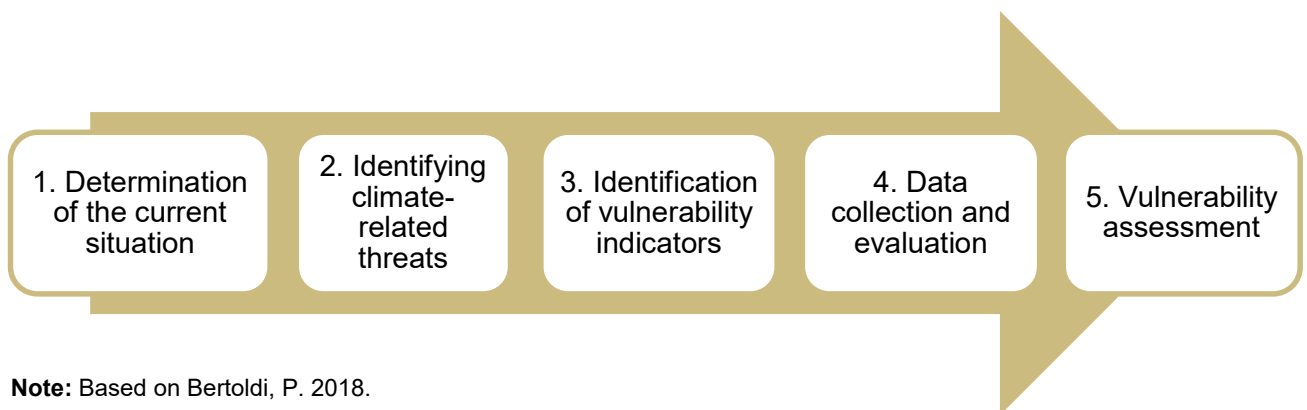 1. Determination
of the current
situation
2. Identifying
climate-
related
threats
3. Identification
of vulnerability
indicators
4. Data
collection and
evaluation
5. Vulnerability
assessment
Note: Based on Bertoldi, P. 2018.